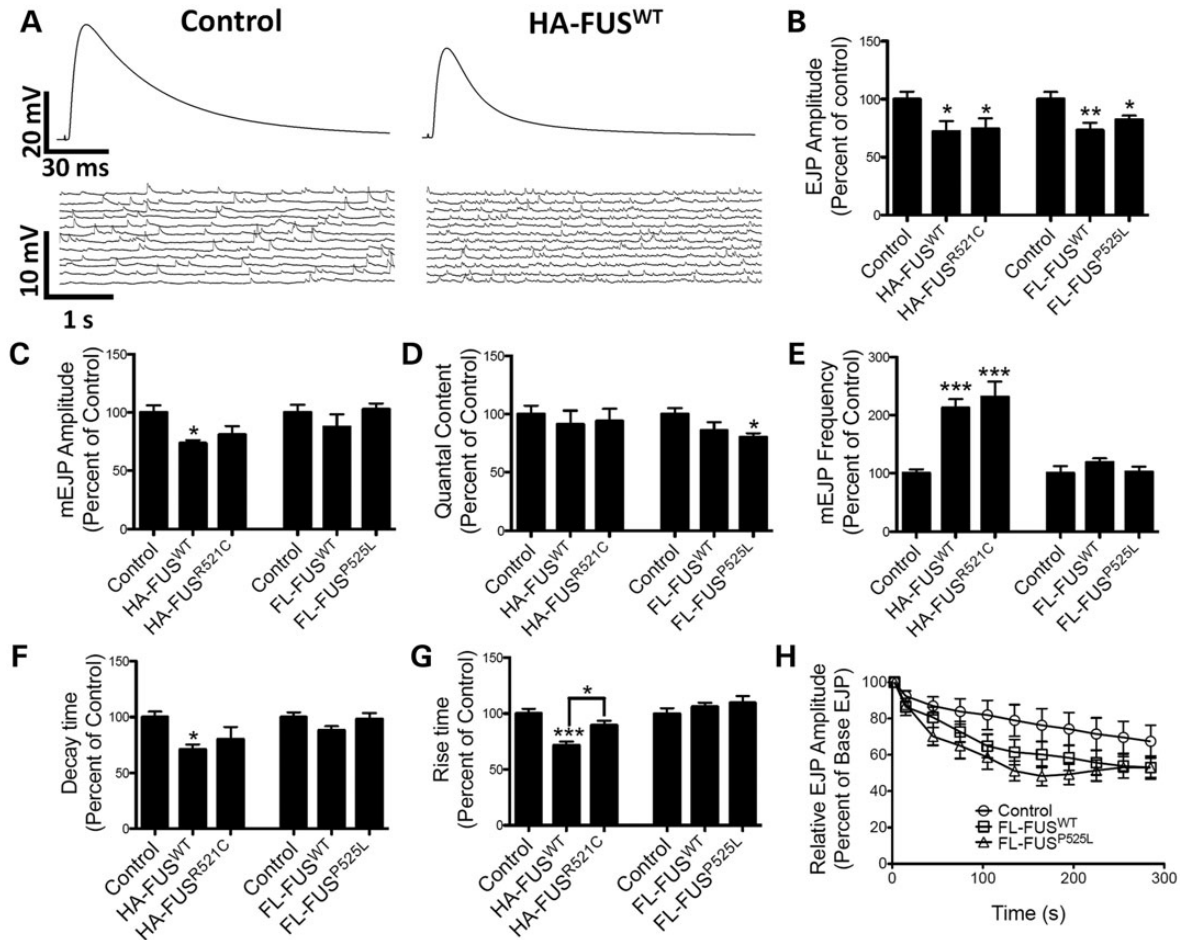 A
Control
HA-FUS^WT
20 mV
30 ms
10 mV
1 s
B
EJP Amplitude
(Percent of control)
150
100
50
0
Control
HA-FUS^WT
HA-FUS^R521C
Control
FL-FUS^WT
FL-FUS^P525L
*
*
**
*
C
mEJP Amplitude
(Percent of Control)
150
100
50
0
*
Control
HA-FUS^WT
HA-FUS^R521C
Control
FL-FUS^WT
FL-FUS^P525L
D
Quantal Content
(Percent of Control)
150
100
50
0
*
Control
HA-FUS^WT
HA-FUS^R521C
Control
FL-FUS^WT
FL-FUS^P525L
E
mEJP Frequency
(Percent of Control)
300
200
100
0
***
***
Control
HA-FUS^WT
HA-FUS^R521C
Control
FL-FUS^WT
FL-FUS^P525L
F
Decay time
(Percent of Control)
150
100
50
0
*
Control
HA-FUS^WT
HA-FUS^R521C
Control
FL-FUS^WT
FL-FUS^P525L
G
Rise time
(Percent of Control)
150
100
50
0
***
*
Control
HA-FUS^WT
HA-FUS^R521C
Control
FL-FUS^WT
FL-FUS^P525L
H
Relative EJP Amplitude
(Percent of Base EJP)
100
80
60
40
20
0
Control
FL-FUS^WT
FL-FUS^P525L
0
100
200
300
Time (s)